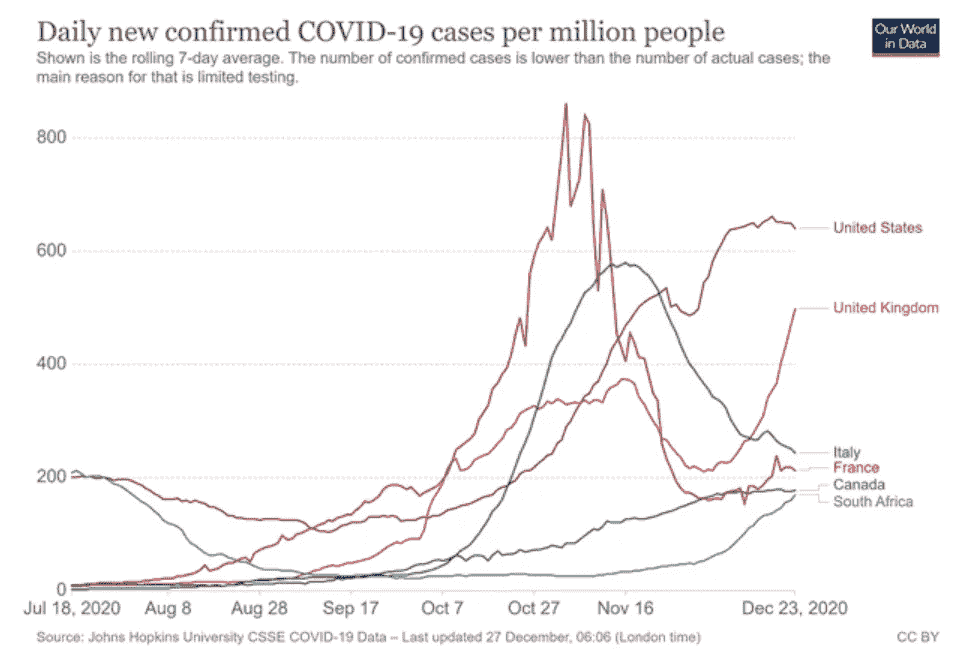 Daily new confirmed COVID-19 cases per million people
Our World
in Data
Shown is the rolling 7-day average. The number of confirmed cases is lower than the number of actual cases; the
main reason for that is limited testing.
800
600
400
200
0
United States
United Kingdom
Italy
France
Canada
South Africa
Jul 18, 2020
Aug 8
Aug 28
Sep 17
Oct 7
Oct 27
Nov 16
Dec 23, 2020
Source: Johns Hopkins University CSSE COVID-19 Data – Last updated 27 December, 06:06 (London time)
CC BY